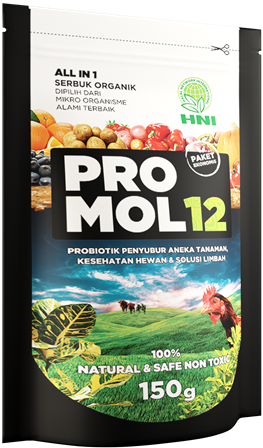 ALL IN 1
SERBUK ORGANIK
DIPILIH DARI
MIKRO ORGANISME
ALAMI TERBAIK
HNI
PAKET
EKONOMIS
PRO
MOL12
PROBIOTIK PENYUBUR ANEKA TANAMAN,
KESEHATAN HEWAN & SOLUSI LIMBAH
100%
NATURAL & SAFE NON TOXIC
150g